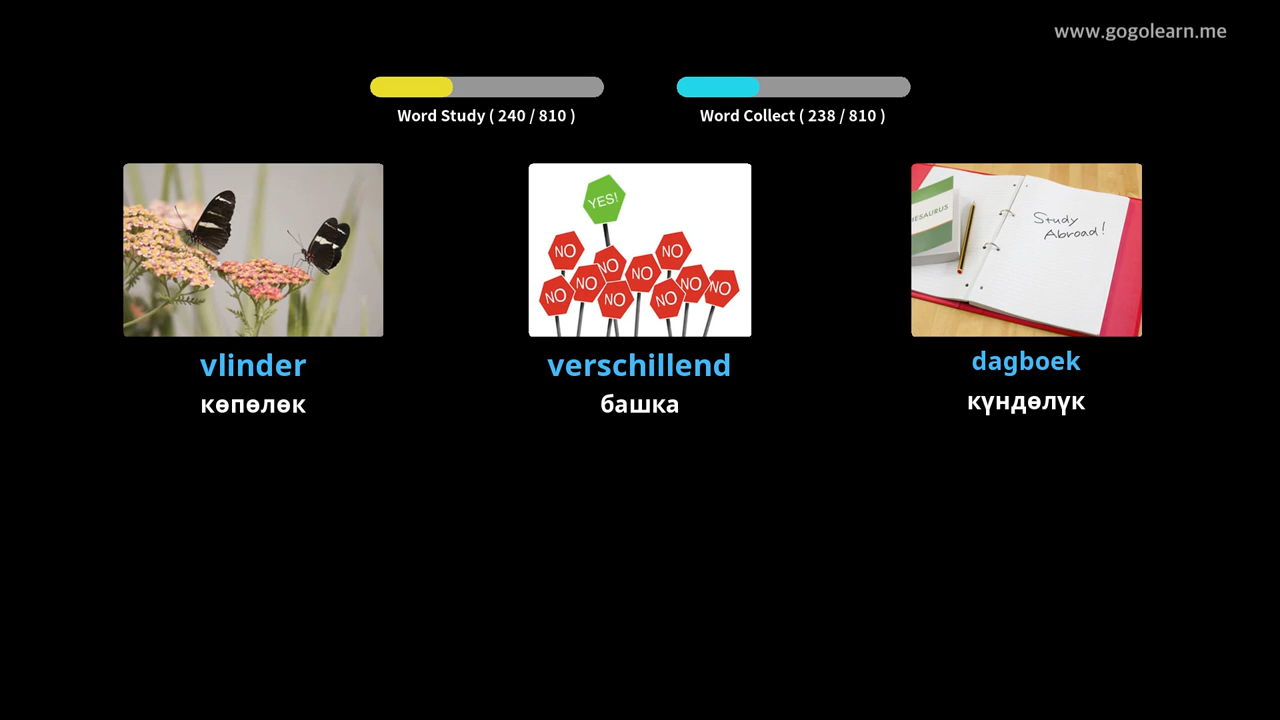 www.gogolearn.me
Word Study ( 240 / 810 )
Word Collect ( 238 / 810 )
YES!
NO
NO
NO
NO
NO
NO
NO
NO
NO
NO
HESAURUS
Study
Abroad!
vlinder
verschillend
dagboek
көпөлөк
башка
күндөлүк